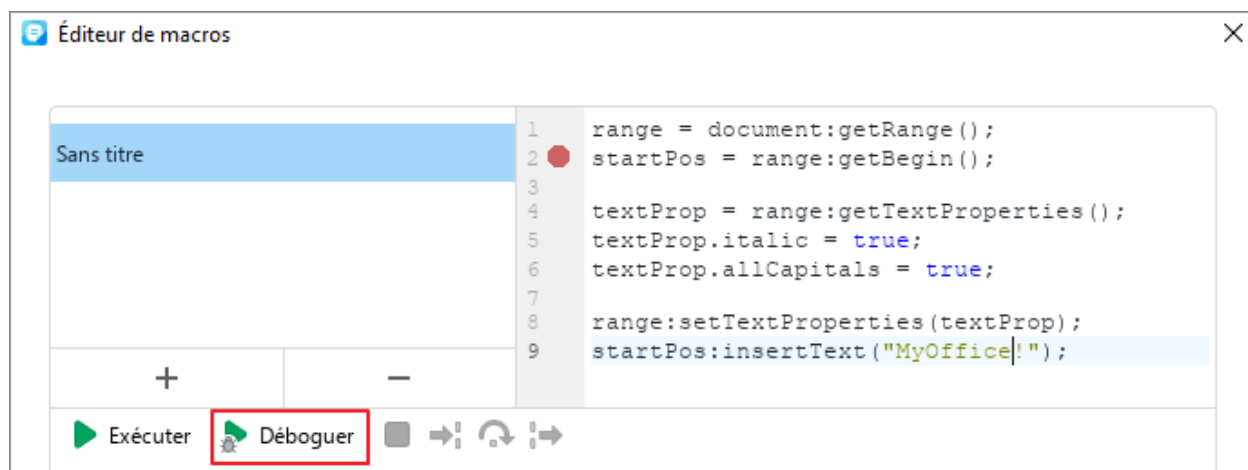 Éditeur de macros
Sans titre
1 range = document:getRange();
2 startPos = range:getBegin();
3
4 textProp = range:getTextProperties();
5 textProp.italic = true;
6 textProp.allCapitals = true;
7
8 range:setTextProperties(textProp);
9 startPos:insertText("MyOffice!");
+ −
Exécuter Déboguer